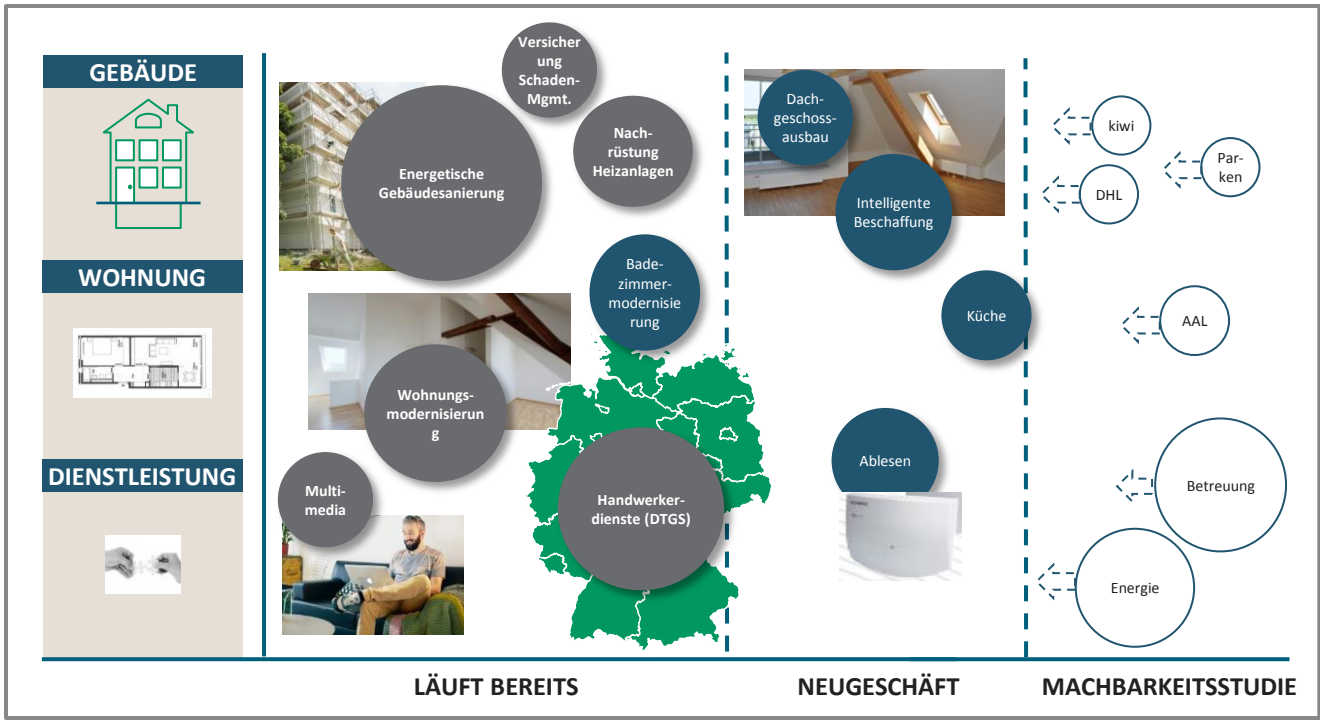 GEBÄUDE
WOHNUNG
DIENSTLEISTUNG
Versicher
ung
Schaden-
Mgmt.
Energetische
Gebäudesanierung
Nach-
rüstung
Heizanlagen
Bade-
zimmer-
modernisie
rung
Wohnungs-
modernisierun
g
Multi-
media
Handwerker-
dienste (DTGS)
Dach-
geschoss-
ausbau
Intelligente
Beschaffung
Küche
Ablesen
kiwi
Par-
ken
DHL
AAL
Betreuung
Energie
LÄUFT BEREITS
NEUGESCHÄFT
MACHBARKEITSSTUDIE